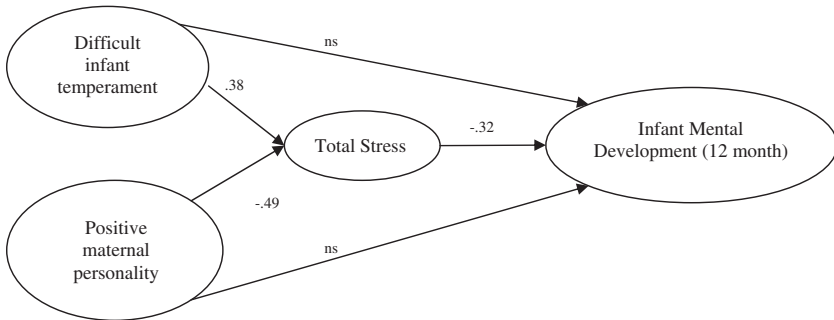 Difficult
infant
temperament
ns
.38
Total Stress
-.32
Infant Mental
Development (12 month)
-.49
Positive
maternal
personality
ns